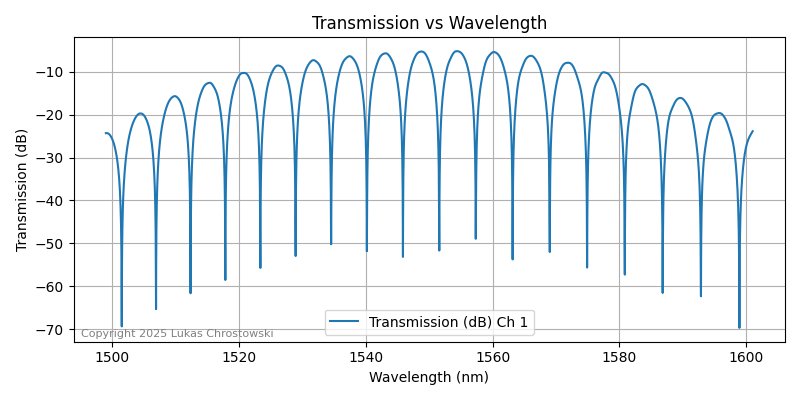 Transmission vs Wavelength
Transmission (dB)
−10
−20
−30
−40
−50
−60
−70
Transmission (dB) Ch 1
Copyright 2025 Lukas Chrostowski
1500 1520 1540 1560 1580 1600
Wavelength (nm)